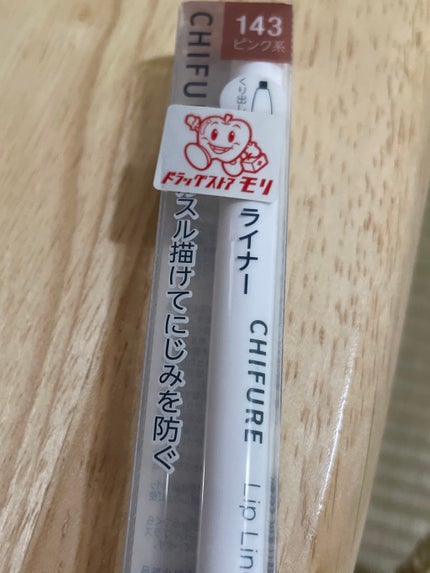 143
ピンク系
CHIFU
くり出し
ドラッグストア モリ
スル描けてにじみを防ぐ
ライナー
CHIFURE
Lip Lin